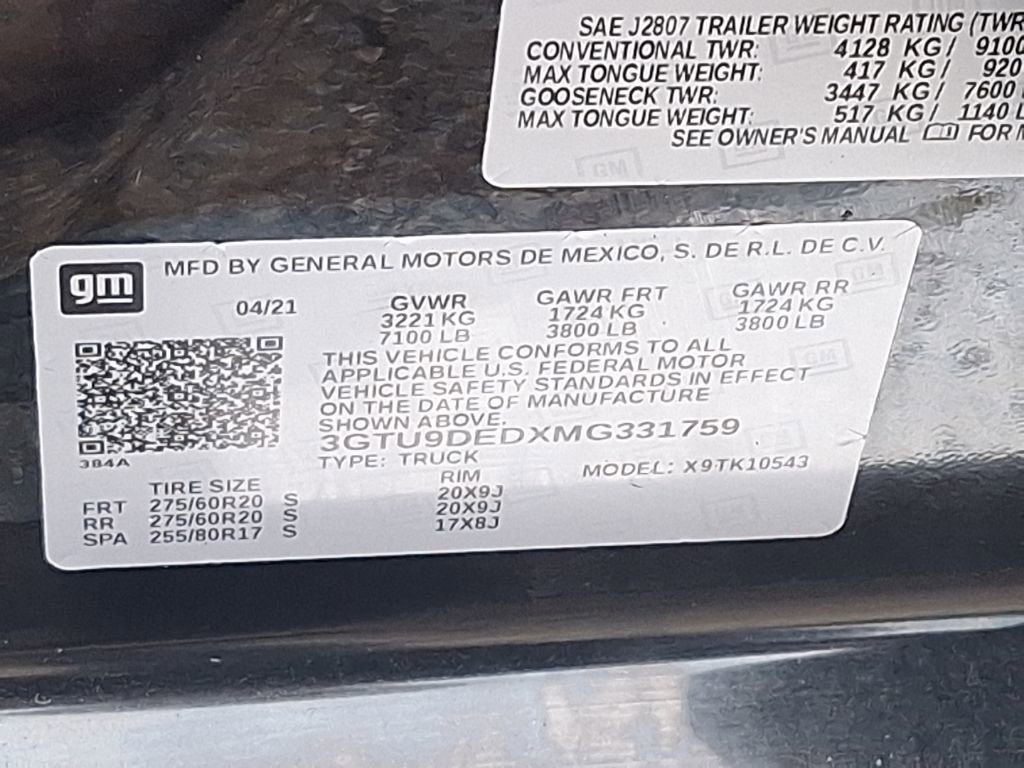 SAE J2807 TRAILER WEIGHT RATING (TWR
CONVENTIONAL TWR: 4128 KG/ 9100
MAX TONGUE WEIGHT: 417 KG/ 920
GOOSENECK TWR: 3447 KG/ 7600
MAX TONGUE WEIGHT: 517 KG/ 1140 L
SEE OWNER'S MANUAL FOR
gm
MFD BY GENERAL MOTORS DE MEXICO, S. DE R.L. DE C.V.
04/21 GVWR GAWR FRT GAWR RR
3221 KG 1724 KG 1724 KG
7100 LB 3800 LB 3800 LB
THIS VEHICLE CONFORMS TO ALL
APPLICABLE U.S. FEDERAL MOTOR
VEHICLE SAFETY STANDARDS IN EFFECT
ON THE DATE OF MANUFACTURE
SHOWN ABOVE.
3GTU9DEDXMG331759
384A
TYPE: TRUCK MODEL: X9TK10543
TIRE SIZE RIM
FRT 275/60R20 S 20X9J
RR 275/60R20 S 20X9J
SPA 255/80R17 S 17X8J